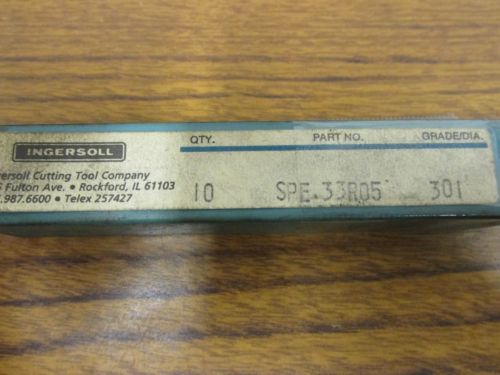 INGERSOLL
ersoll Cutting Tool Company
Fulton Ave. • Rockford, IL 61103
.987.6600 • Telex 257427
QTY. PART NO. GRADE/DIA.
10 SPE-33R05 301